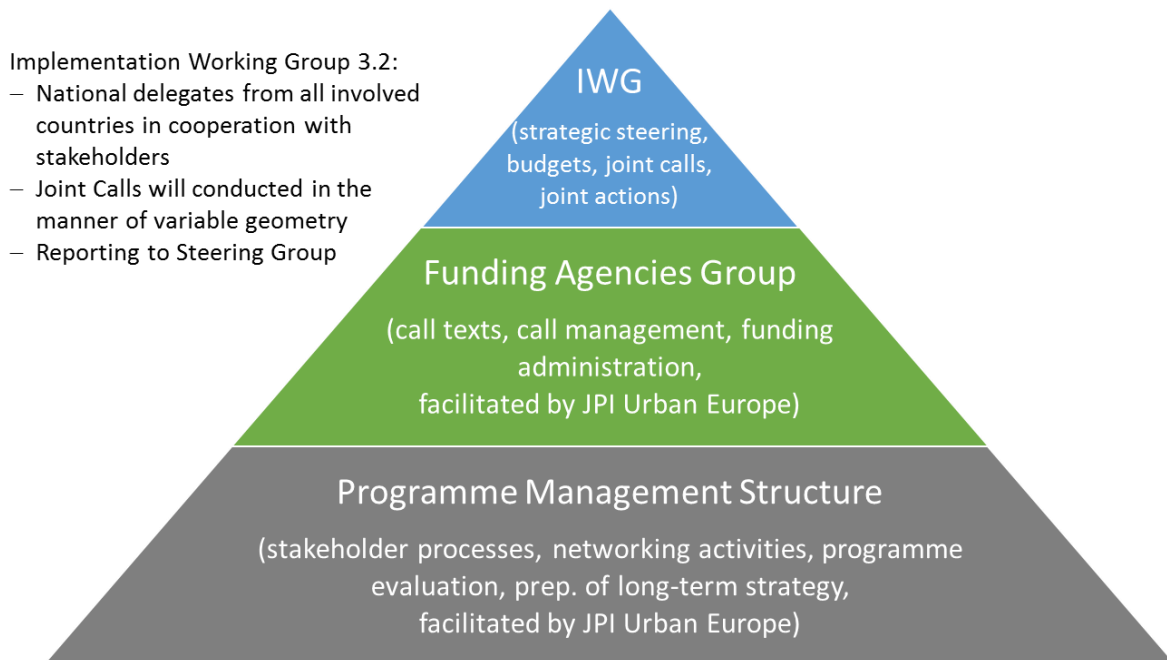 Implementation Working Group 3.2:
– National delegates from all involved
countries in cooperation with
stakeholders
– Joint Calls will conducted in the
manner of variable geometry
– Reporting to Steering Group
IWG
(strategic steering,
budgets, joint calls,
joint actions)
Funding Agencies Group
(call texts, call management, funding
administration,
facilitated by JPI Urban Europe)
Programme Management Structure
(stakeholder processes, networking activities, programme
evaluation, prep. of long-term strategy,
facilitated by JPI Urban Europe)